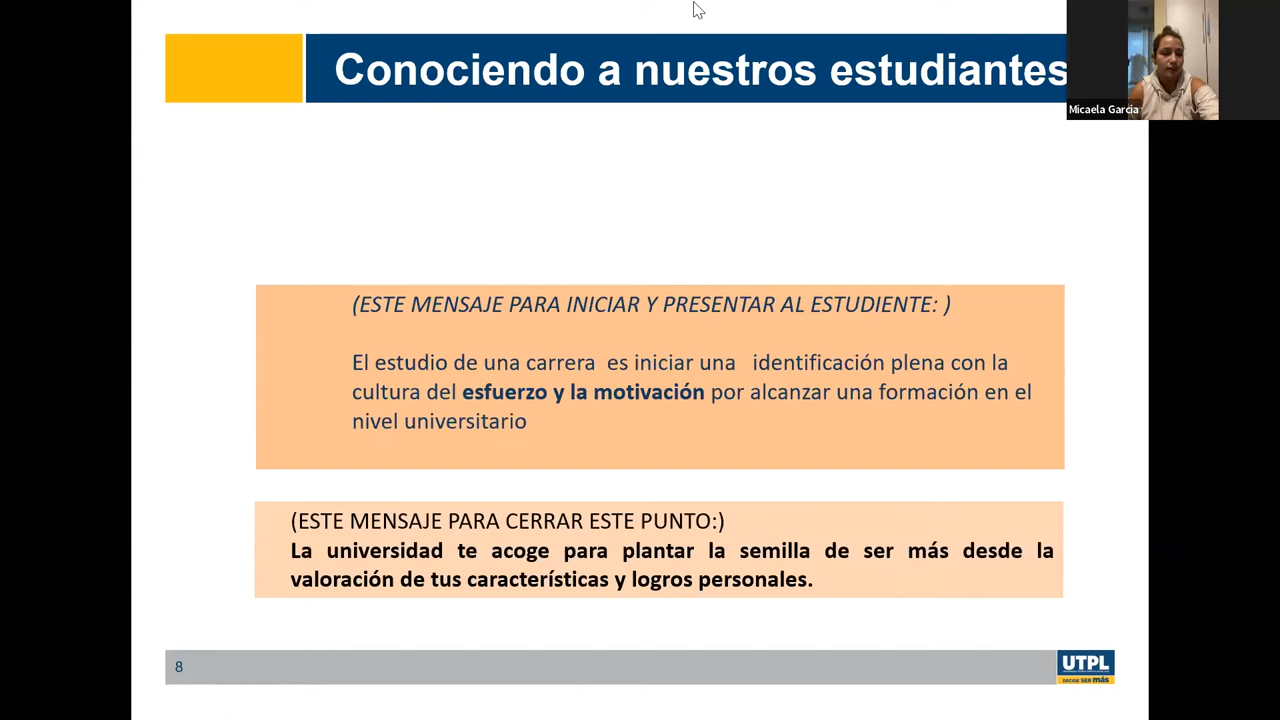 Conociendo a nuestros estudiantes
Micaela Garcia
(ESTE MENSAJE PARA INICIAR Y PRESENTAR AL ESTUDIENTE: )
El estudio de una carrera es iniciar una identificación plena con la
cultura del esfuerzo y la motivación por alcanzar una formación en el
nivel universitario
(ESTE MENSAJE PARA CERRAR ESTE PUNTO:)
La universidad te acoge para plantar la semilla de ser más desde la
valoración de tus características y logros personales.
8
UTPL
DECIDE SER más